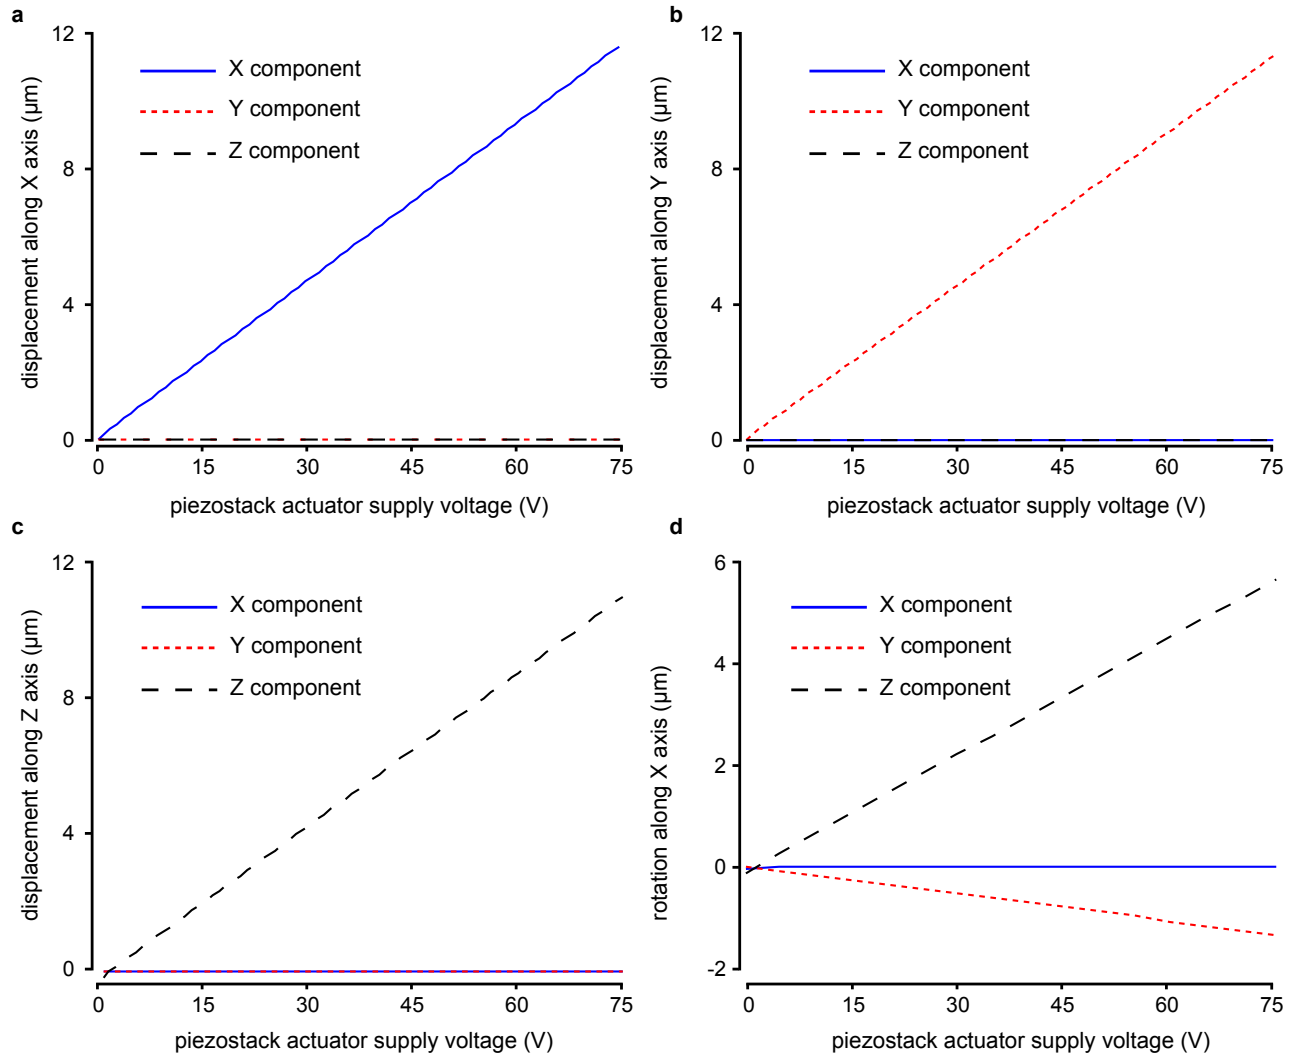 a
12
8
4
0
displacement along X axis (μm)
X component
Y component
Z component
0 15 30 45 60 75
piezostack actuator supply voltage (V)
b
12
8
4
0
displacement along Y axis (μm)
X component
Y component
Z component
0 15 30 45 60 75
piezostack actuator supply voltage (V)
c
12
8
4
0
displacement along Z axis (μm)
X component
Y component
Z component
0 15 30 45 60 75
piezostack actuator supply voltage (V)
d
6
4
2
0
-2
rotation along X axis (μm)
X component
Y component
Z component
0 15 30 45 60 75
piezostack actuator supply voltage (V)